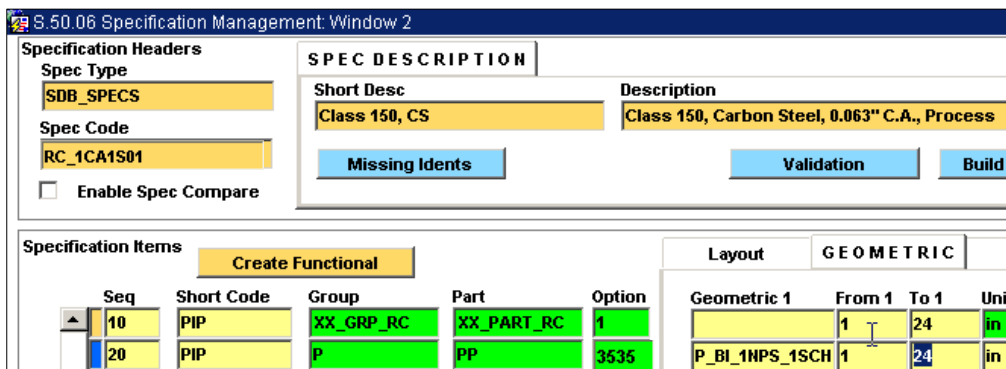 S.50.06 Specification Management: Window 2
Specification Headers
Spec Type
SDB_SPECS
Spec Code
RC_1CA1S01
Enable Spec Compare
SPEC DESCRIPTION
Short Desc Description
Class 150, CS Class 150, Carbon Steel, 0.063" C.A., Process
Missing Idents Validation Build
Specification Items Create Functional Layout GEOMETRIC
Seq Short Code Group Part Option Geometric 1 From 1 To 1 Uni
10 PIP XX_GRP_RC XX_PART_RC 1 1 24 in
20 PIP P PP 3535 P_BI_1NPS_1SCH 1 24 in